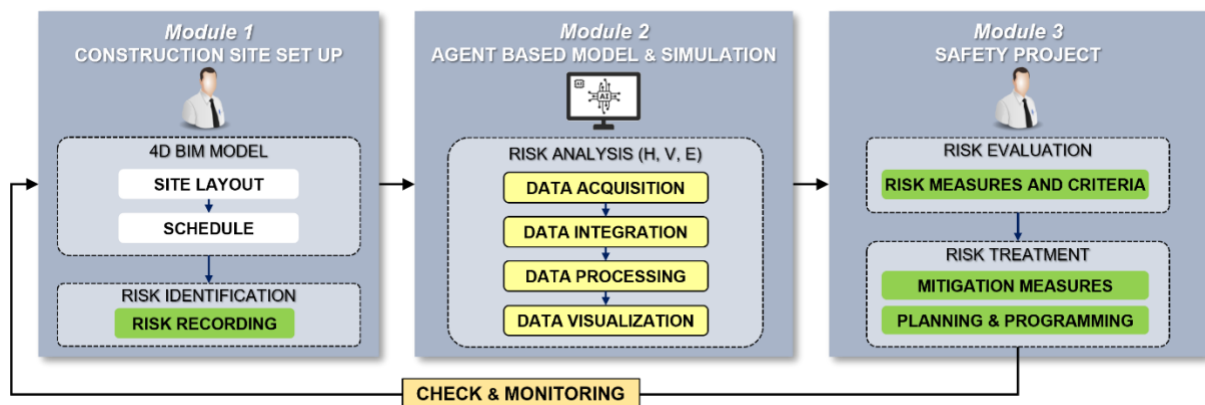 Module 1
CONSTRUCTION SITE SET UP
4D BIM MODEL
SITE LAYOUT
SCHEDULE
RISK IDENTIFICATION
RISK RECORDING
Module 2
AGENT BASED MODEL & SIMULATION
AI
RISK ANALYSIS (H, V, E)
DATA ACQUISITION
DATA INTEGRATION
DATA PROCESSING
DATA VISUALIZATION
Module 3
SAFETY PROJECT
RISK EVALUATION
RISK MEASURES AND CRITERIA
RISK TREATMENT
MITIGATION MEASURES
PLANNING & PROGRAMMING
CHECK & MONITORING